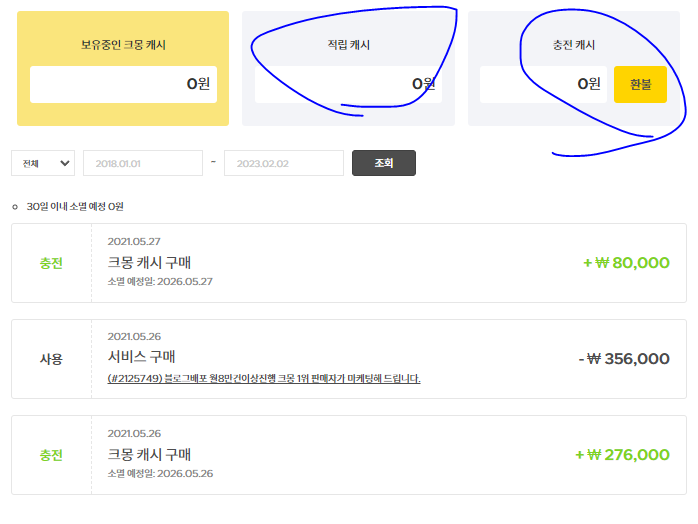 보유중인 크몽 캐시
0원
적립 캐시
0원
충전 캐시
0원 환불
전체 2018.01.01 - 2023.02.02 조회
30일 이내 소멸 예정 0원
2021.05.27
충전 크몽 캐시 구매 +₩80,000
소멸 예정일: 2026.05.27
2021.05.26
사용 서비스 구매 -₩356,000
(#2125749) 블로그배포 월8만건이상진행 크몽 1위 판매자가 마케팅해 드립니다.
2021.05.26
충전 크몽 캐시 구매 +₩276,000
소멸 예정일: 2026.05.26